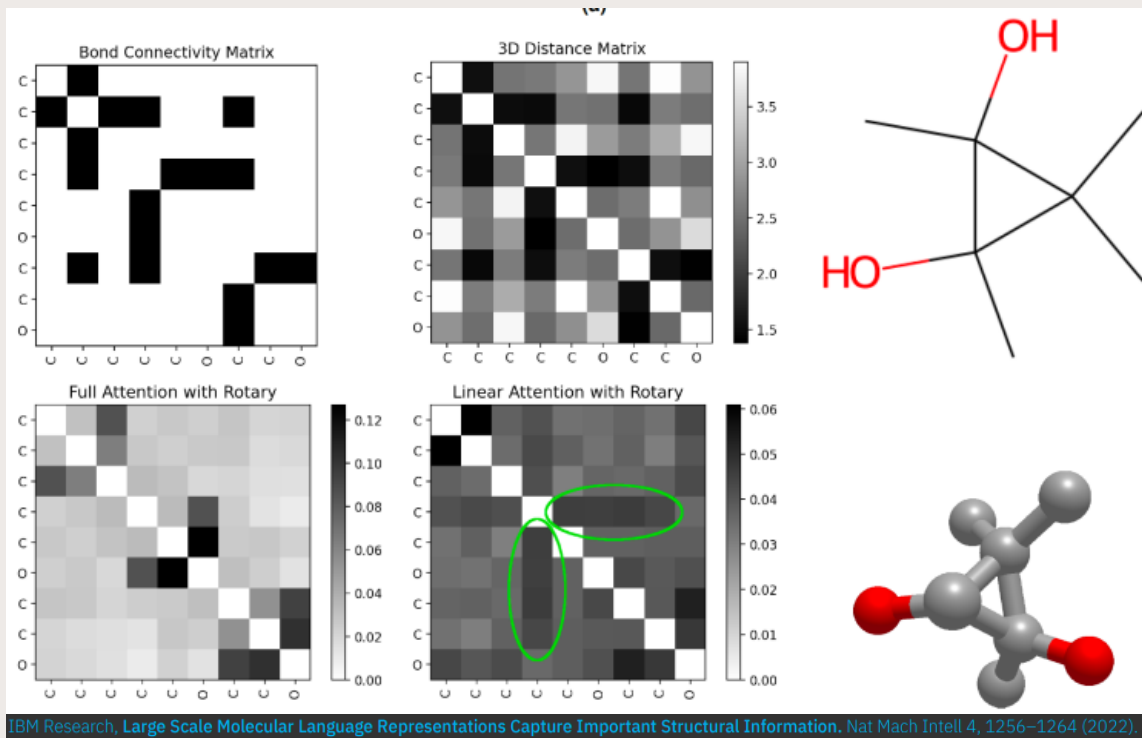 (a)
Bond Connectivity Matrix
C
C
C
C
C
O
C
C
O
C C C C C O C C O
3D Distance Matrix
C
C
C
C
C
O
C
C
O
C C C C C O C C O
3.5
3.0
2.5
2.0
1.5
OH
HO
Full Attention with Rotary
C
C
C
C
C
O
C
C
O
C C C C C O C C O
0.12
0.10
0.08
0.06
0.04
0.02
0.00
Linear Attention with Rotary
C
C
C
C
C
O
C
C
O
C C C C C O C C O
0.06
0.05
0.04
0.03
0.02
0.01
0.00
IBM Research, Large Scale Molecular Language Representations Capture Important Structural Information. Nat Mach Intell 4, 1256–1264 (2022).